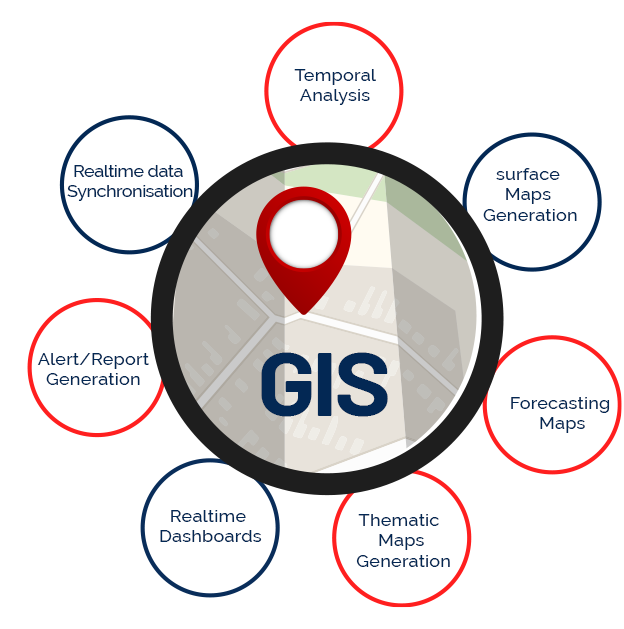 Temporal
Analysis
surface
Maps
Generation
Forecasting
Maps
Thematic
Maps
Generation
Realtime
Dashboards
Alert/Report
Generation
Realtime data
Synchronisation
GIS